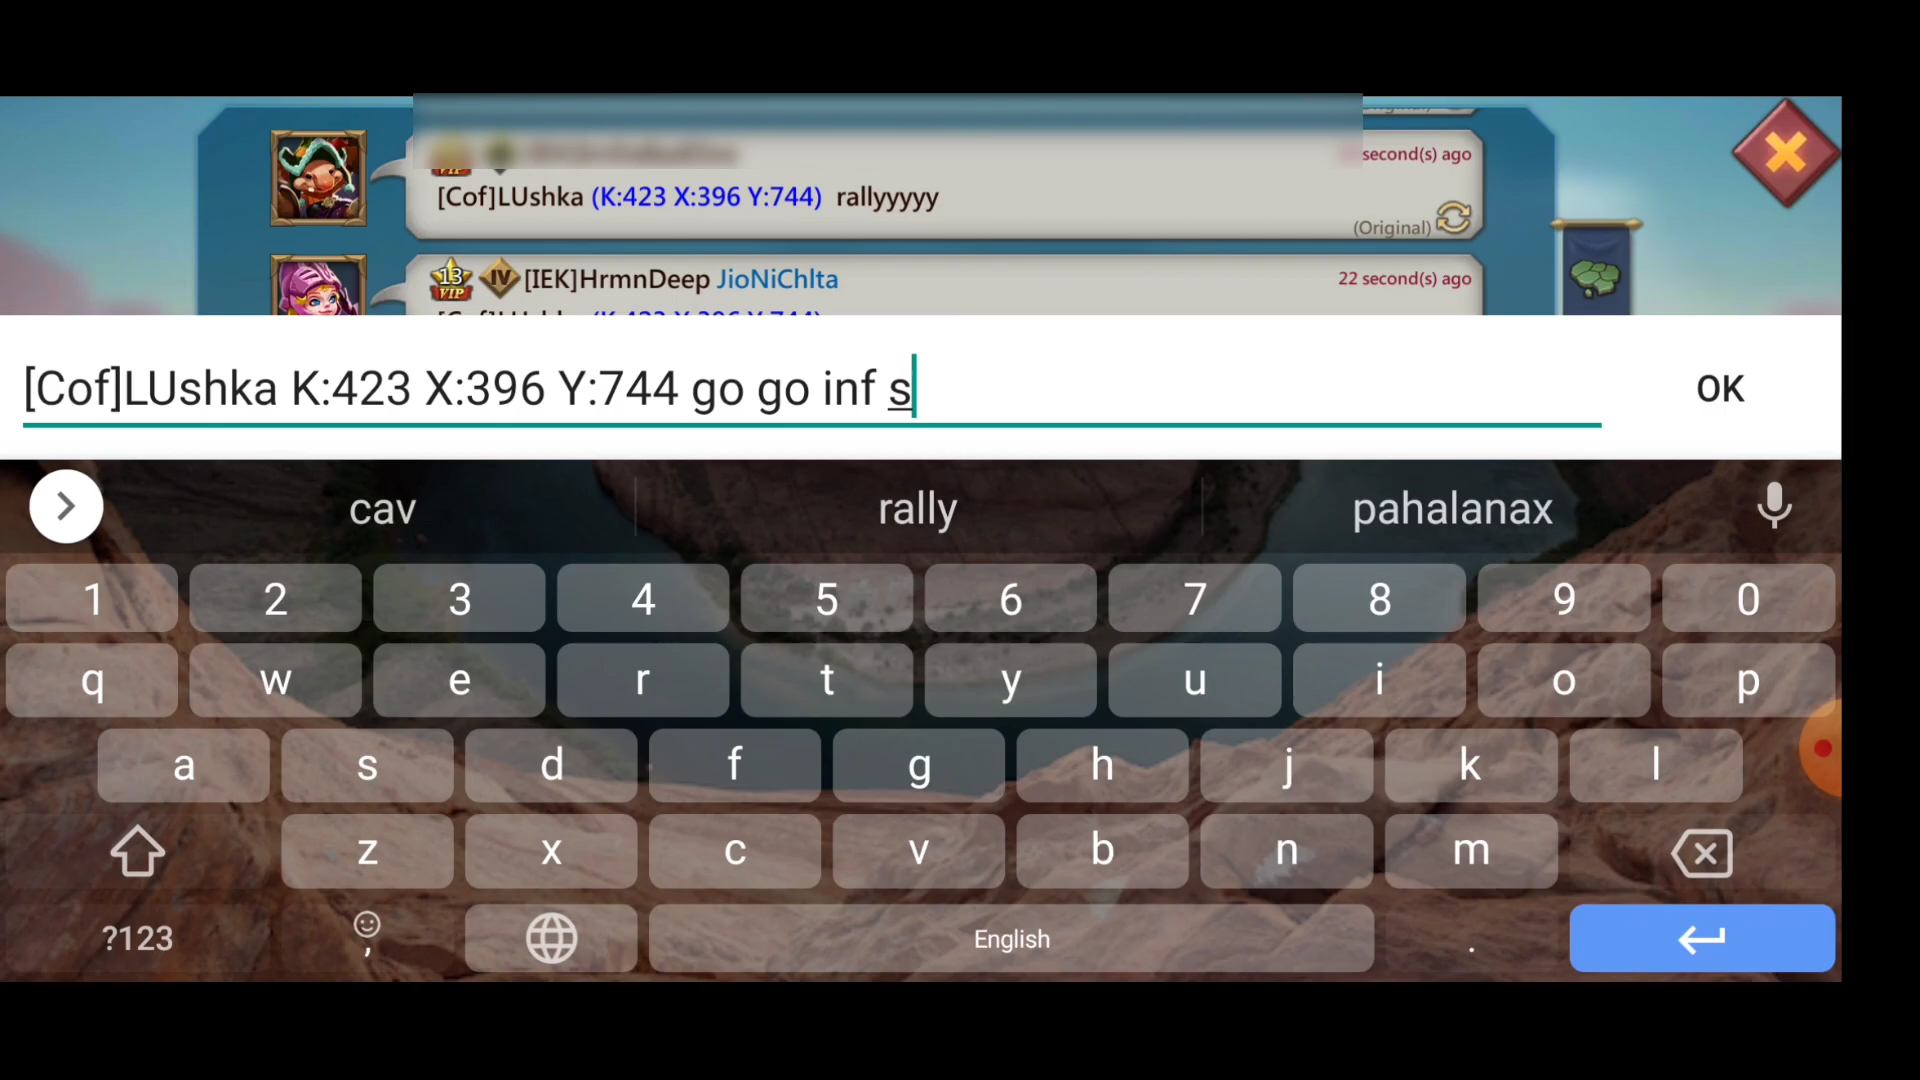 second(s) ago
VIP
[Cof]LUshka (K:423 X:396 Y:744) rallyyyyy
(Original)
13 VIP IV [IEK]HrmnDeep JioNiChlta 22 second(s) ago
[Cof]LUshka K:423 X:396 Y:744 go go inf s
OK
cav rally pahalanax
1 2 3 4 5 6 7 8 9 0
q w e r t y u i o p
a s d f g h j k l
z x c v b n m
?123 , English .